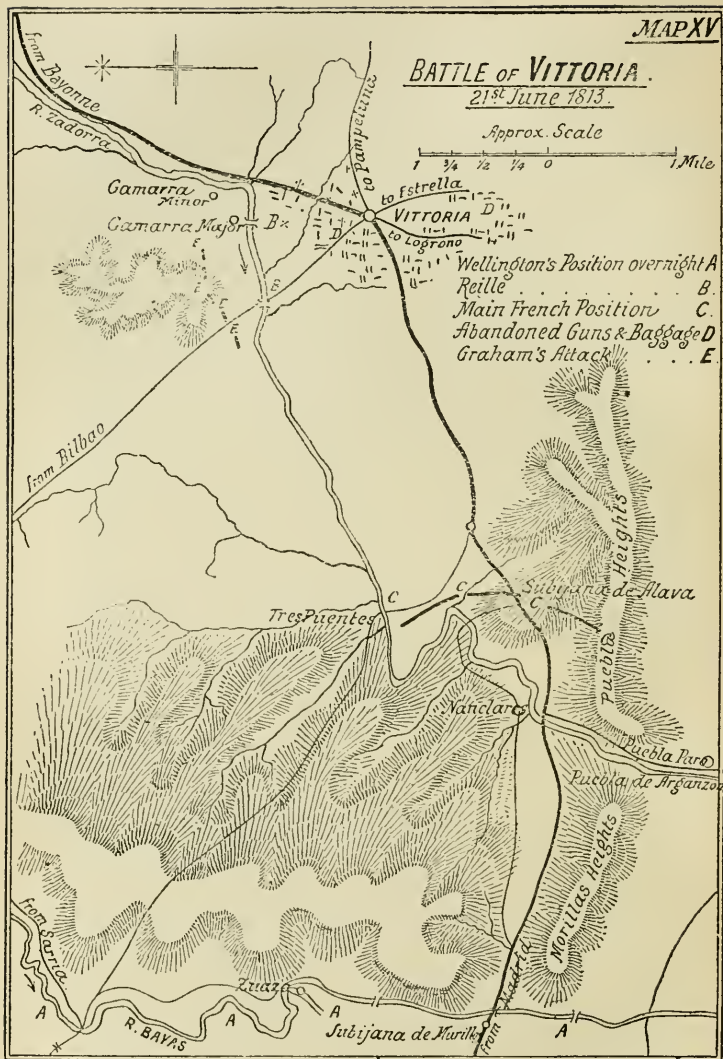 MAP XV
BATTLE OF VITTORIA.
21st June 1813.
Approx. Scale
1 3/4 1/2 1/4 0 1 Mile
from Bayonne
R. Zadorra
to Pampeluna
Gamarra
Minor
Gamarra Major
B
to Estrella
VITTORIA
D
D
to Logrono
Wellington's Position overnight A
Reille . . . . . . . . B.
Main French Position C.
Abandoned Guns & Baggage D
Graham's Attack . . . E.
from Bilbao
Puebla Heights
C
C
C
Subijana de Alava
Tres Puentes
Nanclares
Puebla Paro
Puebla de Arganzon
Morillas Heights
from Sarria
Zuazo
A
R. BAYAS
A
A
Subijana de Murillo
from Madrid
A